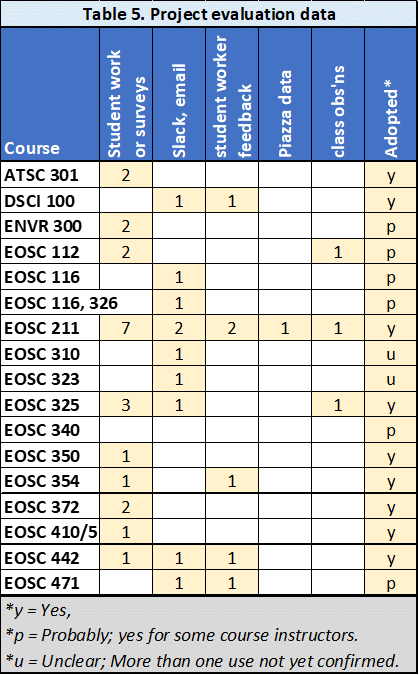 Table 5. Project evaluation data
Course Student work or surveys Slack, email student worker feedback Piazza data class obs'ns Adopted*
ATSC 301 2 y
DSCI 100 1 1 y
ENVR 300 2 p
EOSC 112 2 1 p
EOSC 116 1 p
EOSC 116, 326 1 p
EOSC 211 7 2 2 1 1 y
EOSC 310 1 u
EOSC 323 1 u
EOSC 325 3 1 1 y
EOSC 340 p
EOSC 350 1 y
EOSC 354 1 1 y
EOSC 372 2 y
EOSC 410/5 1 y
EOSC 442 1 1 1 y
EOSC 471 1 1 p
*y = Yes,
*p = Probably; yes for some course instructors.
*u = Unclear; More than one use not yet confirmed.